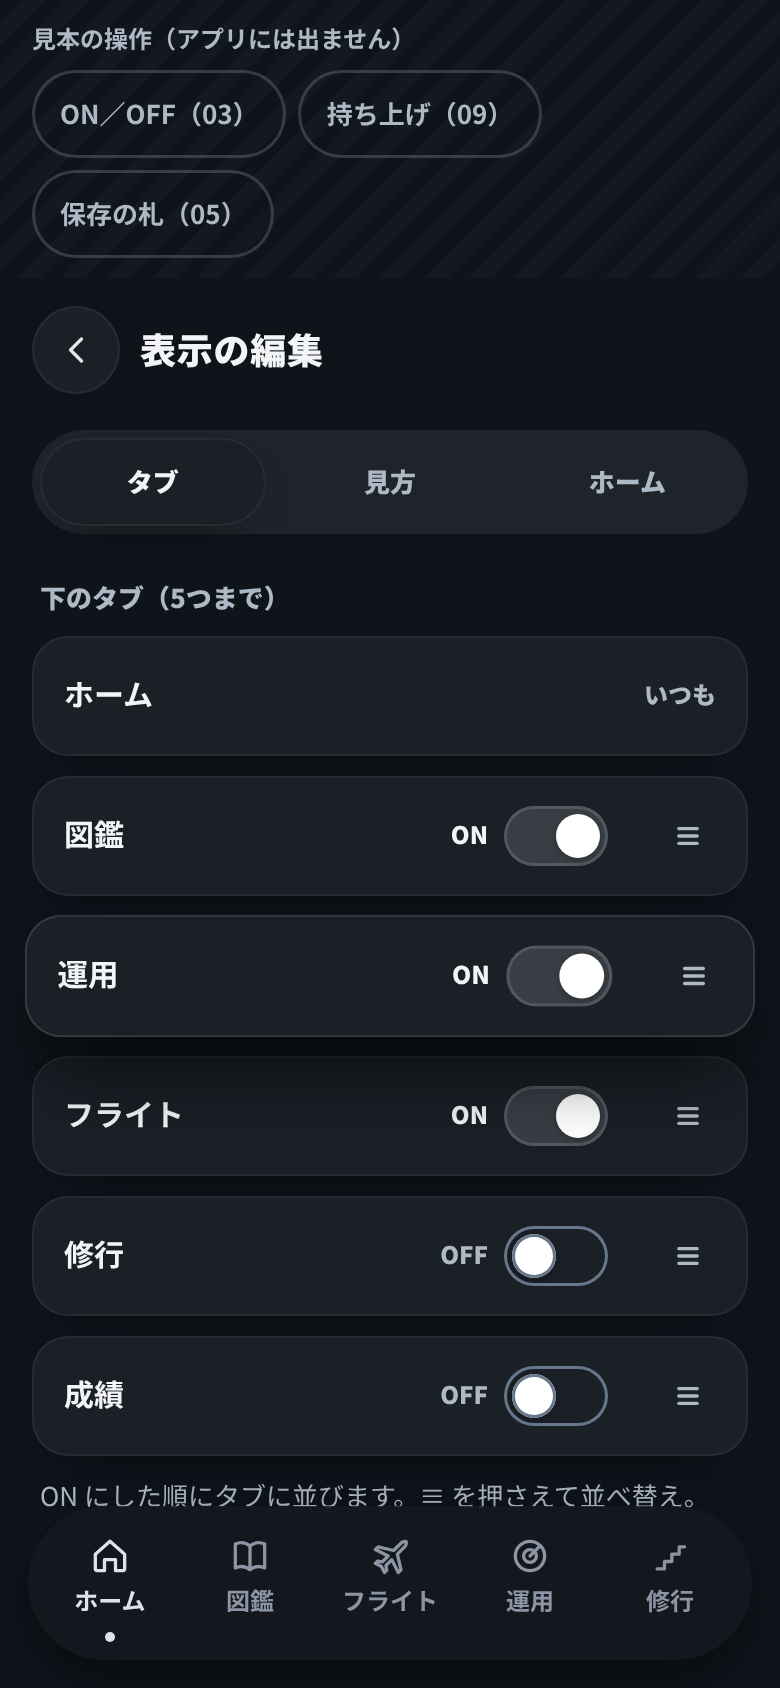 見本の操作（アプリには出ません）
ON／OFF（03）
持ち上げ（09）
保存の札（05）
表示の編集
タブ
見方
ホーム
下のタブ（5つまで）
ホーム
いつも
図鑑
ON
運用
ON
フライト
ON
修行
OFF
成績
OFF
ON にした順にタブに並びます。≡ を押さえて並べ替え。
ホーム
図鑑
フライト
運用
修行